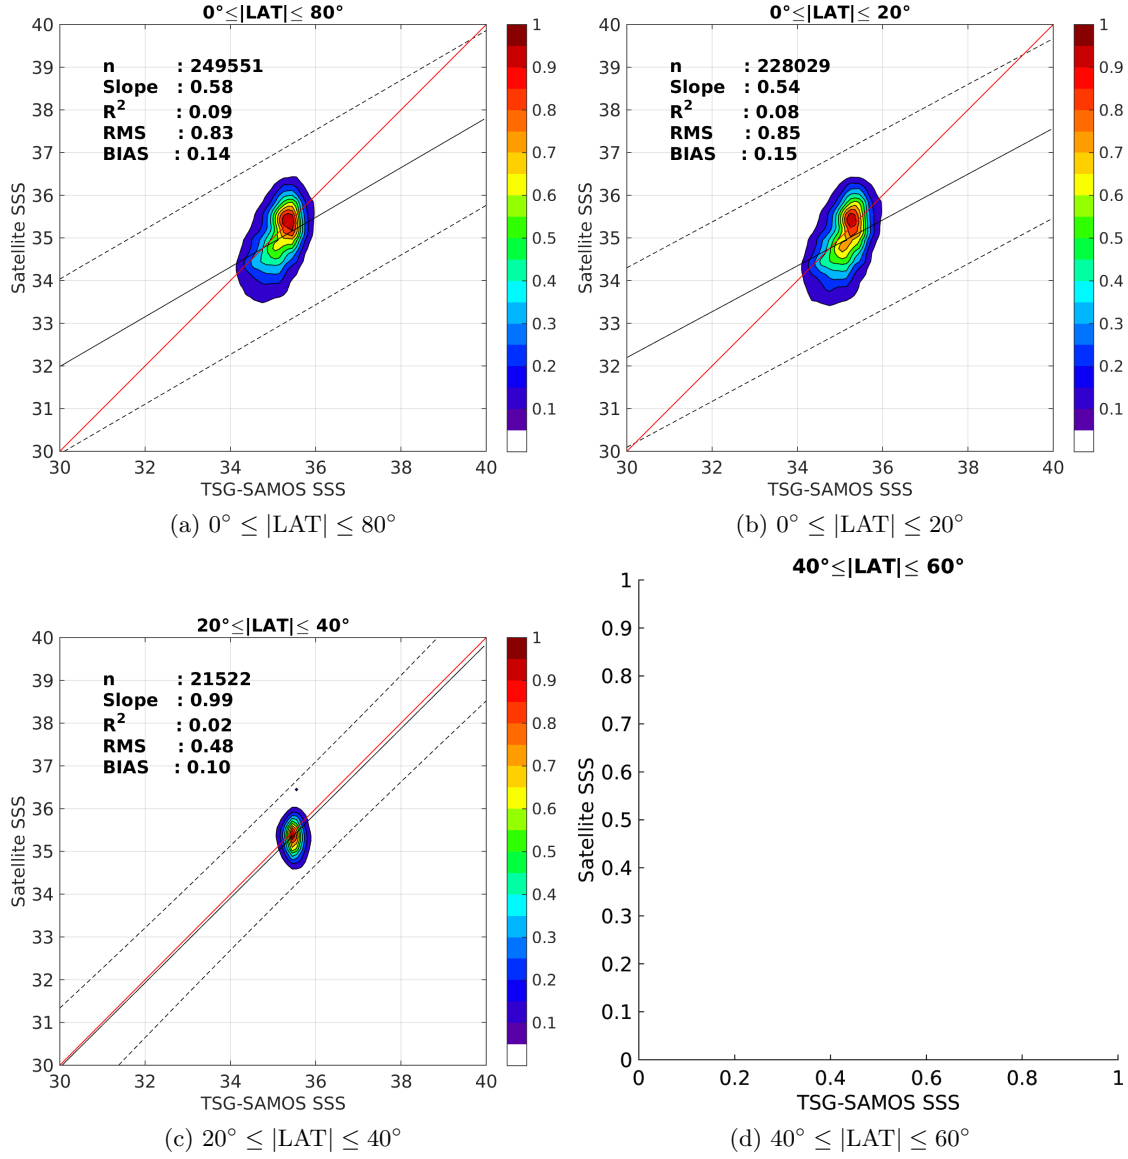 0°≤|LAT|≤ 80°
40
39
38
37
36
35
34
33
32
31
30
Satellite SSS
n : 249551
Slope : 0.58
R² : 0.09
RMS : 0.83
BIAS : 0.14
30 32 34 36 38 40
TSG-SAMOS SSS
1
0.9
0.8
0.7
0.6
0.5
0.4
0.3
0.2
0.1
(a) 0° ≤ |LAT| ≤ 80°
0°≤|LAT|≤ 20°
40
39
38
37
36
35
34
33
32
31
30
Satellite SSS
n : 228029
Slope : 0.54
R² : 0.08
RMS : 0.85
BIAS : 0.15
30 32 34 36 38 40
TSG-SAMOS SSS
1
0.9
0.8
0.7
0.6
0.5
0.4
0.3
0.2
0.1
(b) 0° ≤ |LAT| ≤ 20°
20°≤|LAT|≤ 40°
40
39
38
37
36
35
34
33
32
31
30
Satellite SSS
n : 21522
Slope : 0.99
R² : 0.02
RMS : 0.48
BIAS : 0.10
30 32 34 36 38 40
TSG-SAMOS SSS
1
0.9
0.8
0.7
0.6
0.5
0.4
0.3
0.2
0.1
(c) 20° ≤ |LAT| ≤ 40°
40°≤|LAT|≤ 60°
1
0.9
0.8
0.7
0.6
0.5
0.4
0.3
0.2
0.1
0
Satellite SSS
0 0.2 0.4 0.6 0.8 1
TSG-SAMOS SSS
(d) 40° ≤ |LAT| ≤ 60°